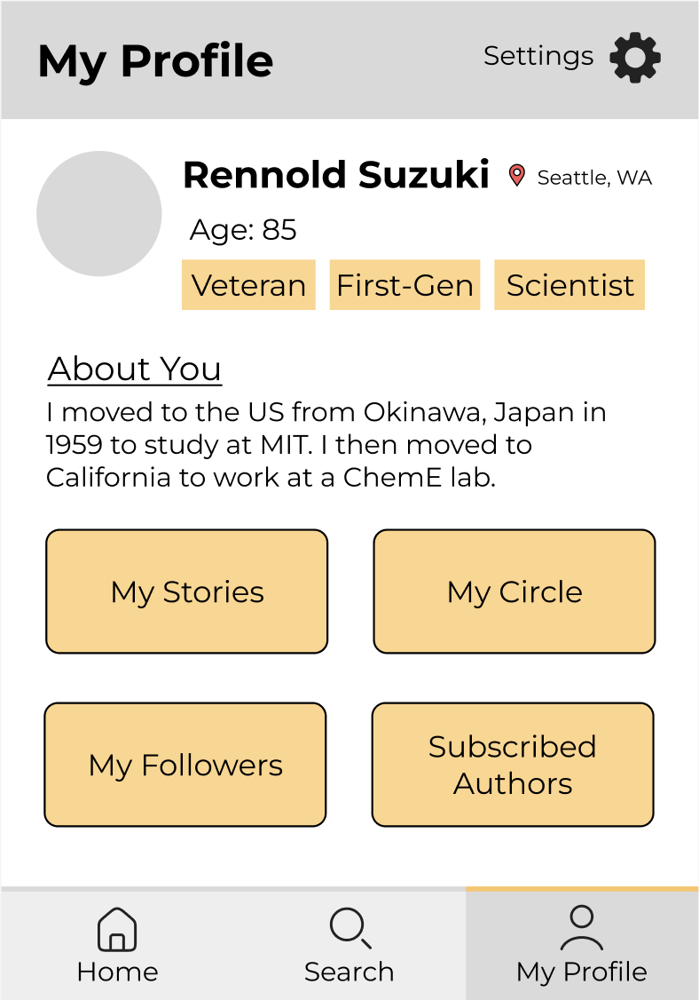 My Profile
Settings
Rennold Suzuki
Seattle, WA
Age: 85
Veteran
First-Gen
Scientist
About You
I moved to the US from Okinawa, Japan in
1959 to study at MIT. I then moved to
California to work at a ChemE lab.
My Stories
My Circle
My Followers
Subscribed
Authors
Home
Search
My Profile